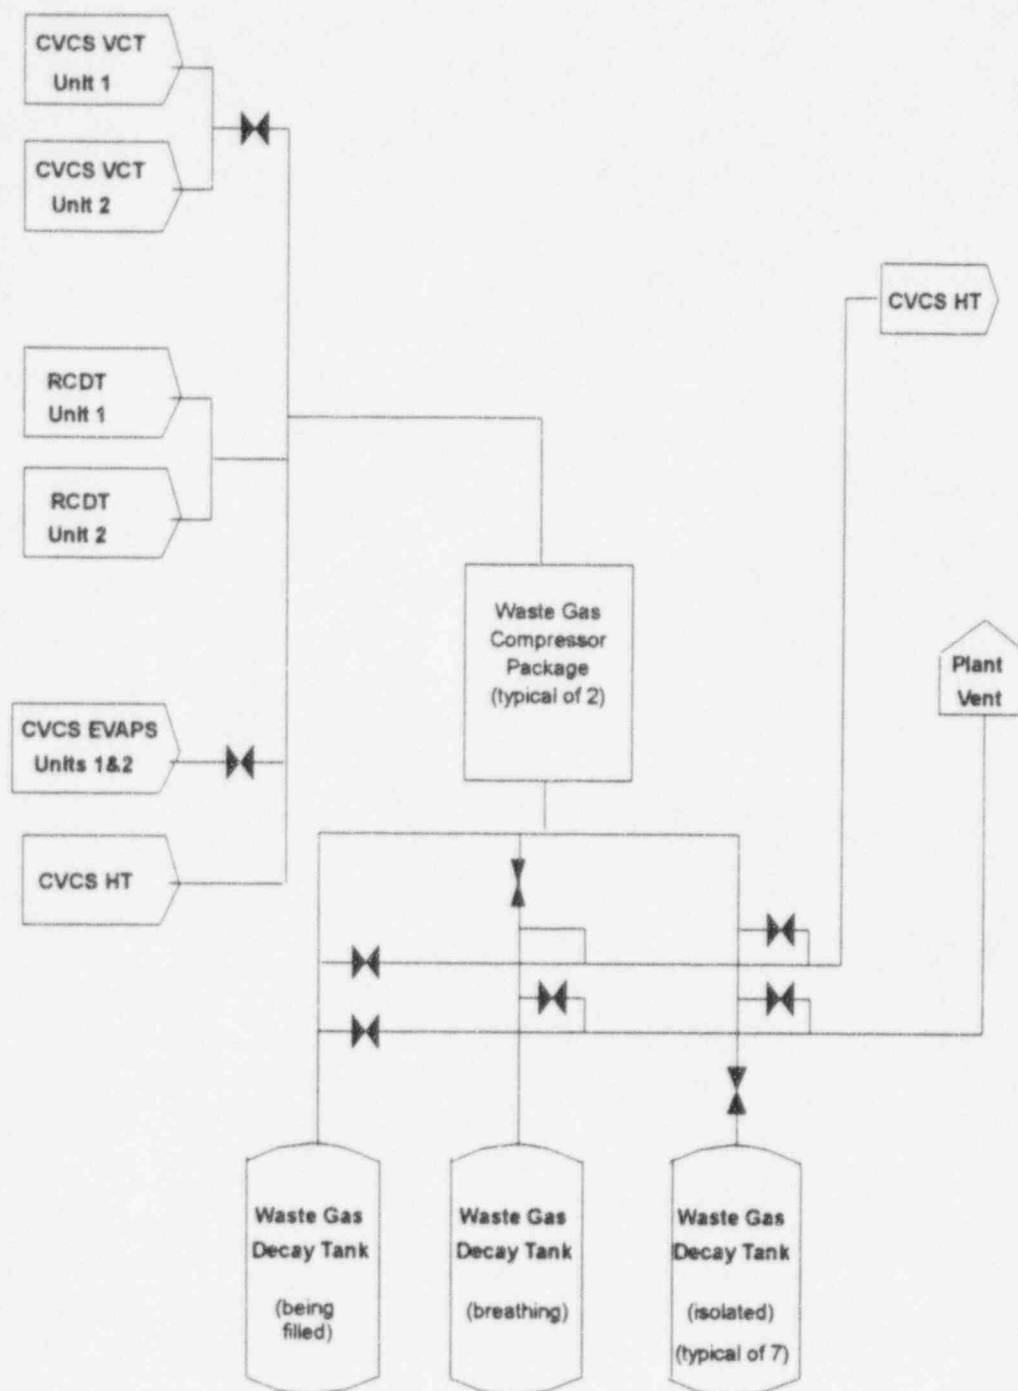 CVCS VCT
Unit 1
CVCS VCT
Unit 2
CVCS HT
RCDT
Unit 1
RCDT
Unit 2
Waste Gas
Compressor
Package
(typical of 2)
Plant
Vent
CVCS EVAPS
Units 1&2
CVCS HT
Waste Gas
Decay Tank
(being
filled)
Waste Gas
Decay Tank
(breathing)
Waste Gas
Decay Tank
(isolated)
(typical of 7)